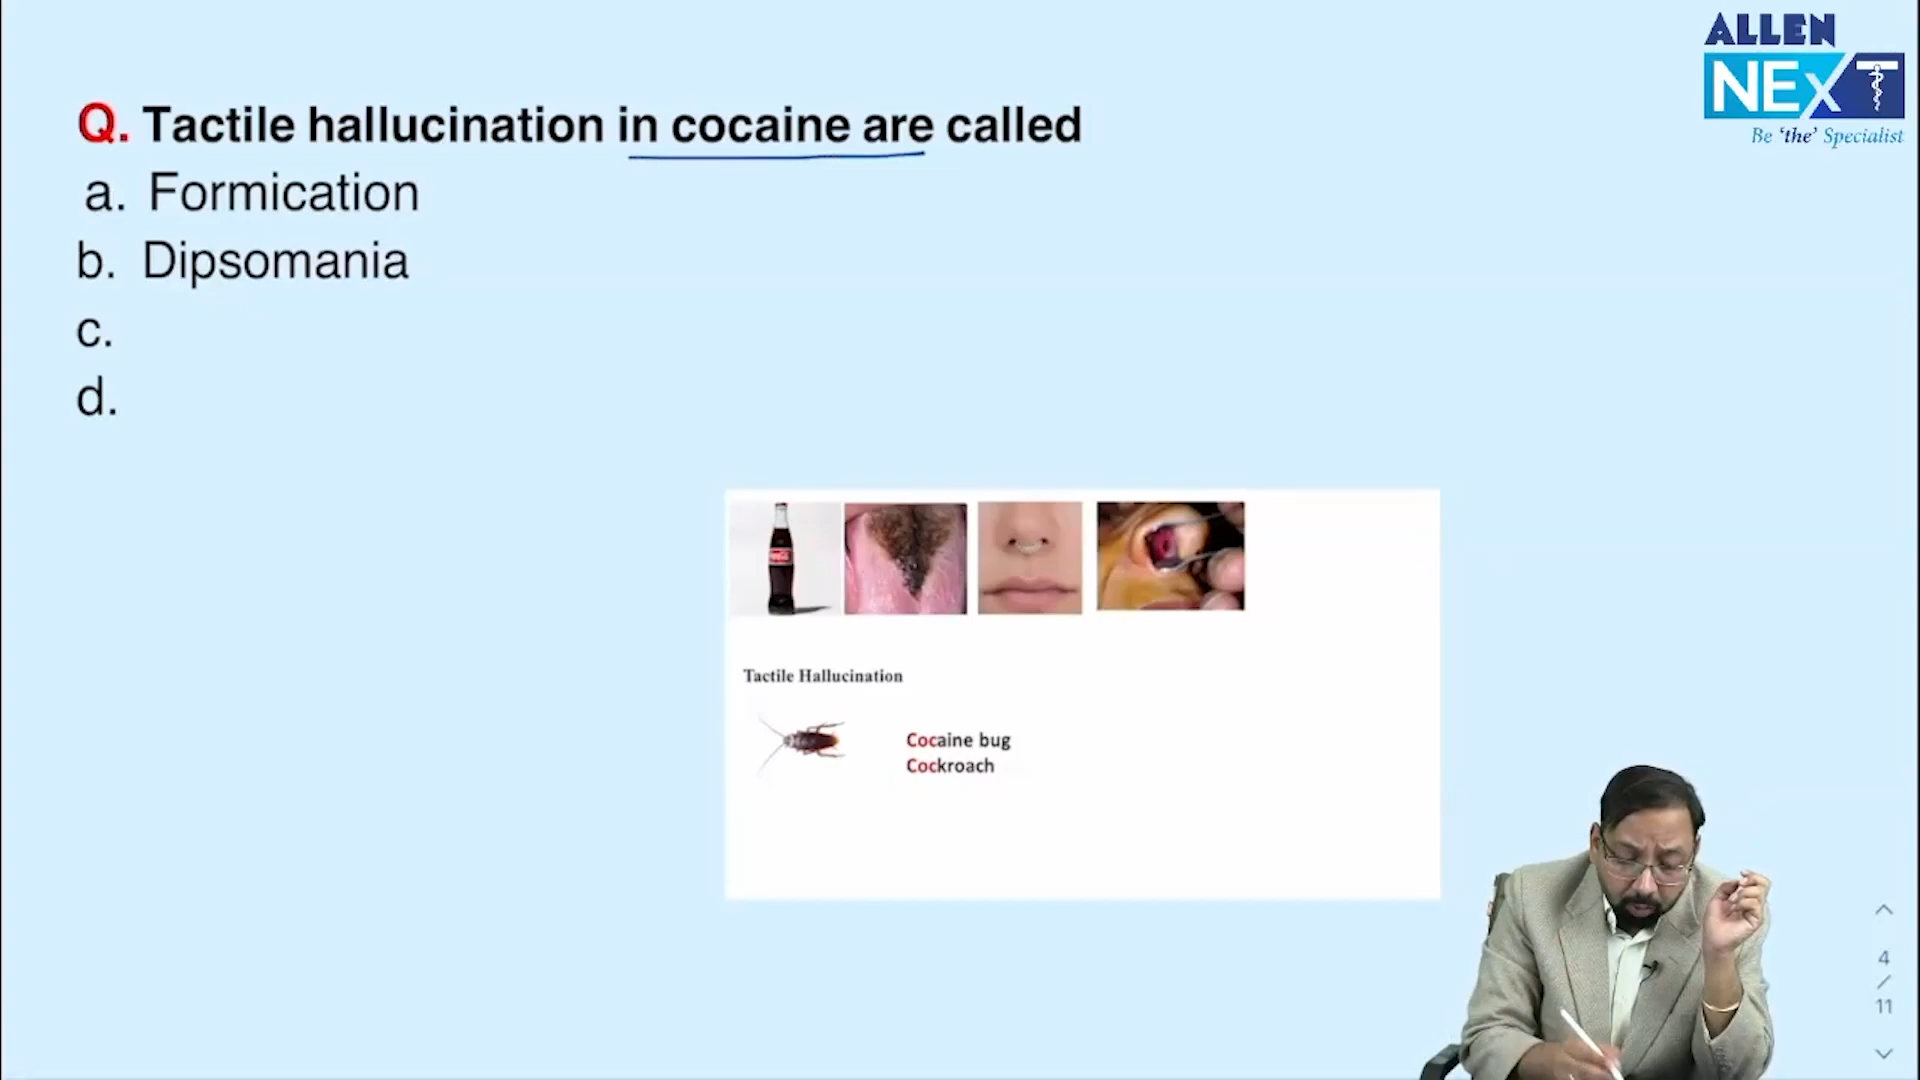 ALLEN
NEXT
Be 'the' Specialist
Q. Tactile hallucination in cocaine are called
a. Formication
b. Dipsomania
c.
d.
Tactile Hallucination
Cocaine bug
Cockroach
4
/
11